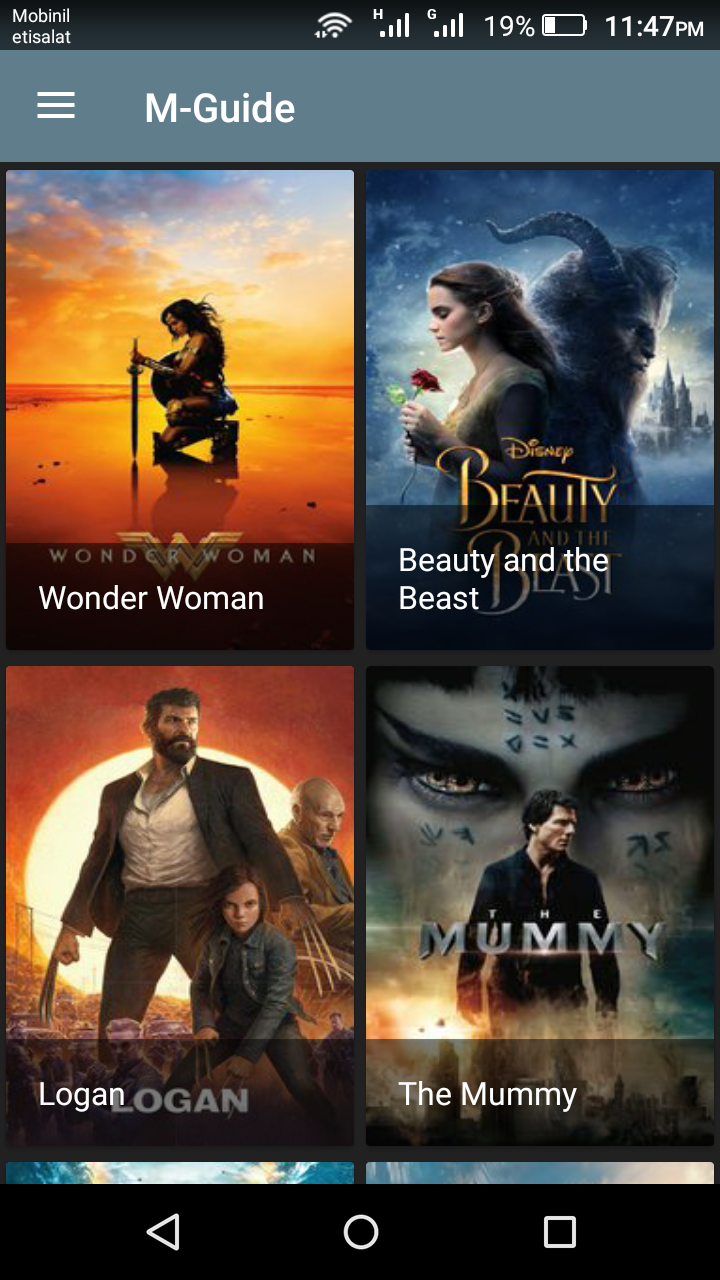 Mobinil
etisalat
H
G
19%
11:47PM
M-Guide
WONDER WOMAN
Wonder Woman
Disney
BEAUTY
AND THE
BEAST
Beauty and the
Beast
LOGAN
Logan
THE
MUMMY
The Mummy